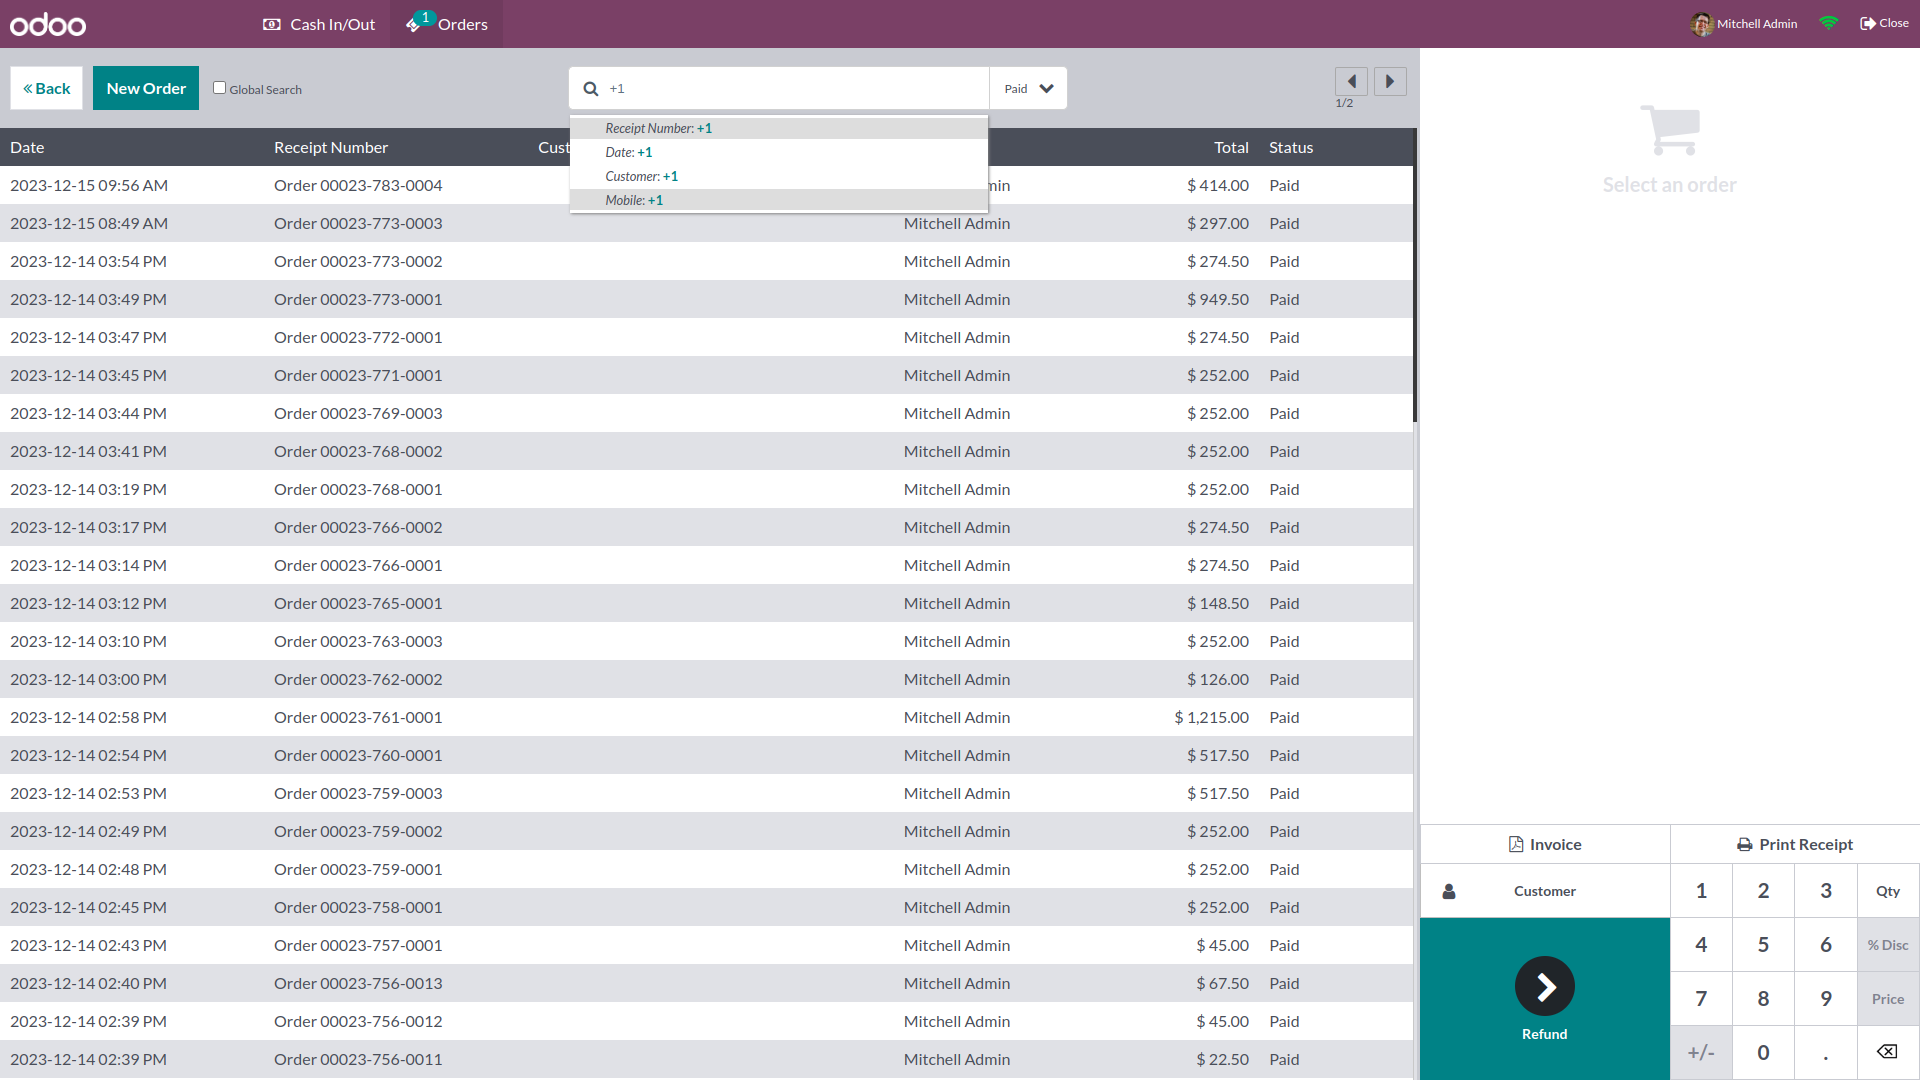 odoo
Cash In/Out
1
Orders
Mitchell Admin
Close
Back
New Order
Global Search
+1
Paid
1/2
Receipt Number: +1
Date: +1
Customer: +1
Mobile: +1
Date Receipt Number Cust Total Status
2023-12-15 09:56 AM Order 00023-783-0004 min $ 414.00 Paid
2023-12-15 08:49 AM Order 00023-773-0003 Mitchell Admin $ 297.00 Paid
2023-12-14 03:54 PM Order 00023-773-0002 Mitchell Admin $ 274.50 Paid
2023-12-14 03:49 PM Order 00023-773-0001 Mitchell Admin $ 949.50 Paid
2023-12-14 03:47 PM Order 00023-772-0001 Mitchell Admin $ 274.50 Paid
2023-12-14 03:45 PM Order 00023-771-0001 Mitchell Admin $ 252.00 Paid
2023-12-14 03:44 PM Order 00023-769-0003 Mitchell Admin $ 252.00 Paid
2023-12-14 03:41 PM Order 00023-768-0002 Mitchell Admin $ 252.00 Paid
2023-12-14 03:19 PM Order 00023-768-0001 Mitchell Admin $ 252.00 Paid
2023-12-14 03:17 PM Order 00023-766-0002 Mitchell Admin $ 274.50 Paid
2023-12-14 03:14 PM Order 00023-766-0001 Mitchell Admin $ 274.50 Paid
2023-12-14 03:12 PM Order 00023-765-0001 Mitchell Admin $ 148.50 Paid
2023-12-14 03:10 PM Order 00023-763-0003 Mitchell Admin $ 252.00 Paid
2023-12-14 03:00 PM Order 00023-762-0002 Mitchell Admin $ 126.00 Paid
2023-12-14 02:58 PM Order 00023-761-0001 Mitchell Admin $ 1,215.00 Paid
2023-12-14 02:54 PM Order 00023-760-0001 Mitchell Admin $ 517.50 Paid
2023-12-14 02:53 PM Order 00023-759-0003 Mitchell Admin $ 517.50 Paid
2023-12-14 02:49 PM Order 00023-759-0002 Mitchell Admin $ 252.00 Paid
2023-12-14 02:48 PM Order 00023-759-0001 Mitchell Admin $ 252.00 Paid
2023-12-14 02:45 PM Order 00023-758-0001 Mitchell Admin $ 252.00 Paid
2023-12-14 02:43 PM Order 00023-757-0001 Mitchell Admin $ 45.00 Paid
2023-12-14 02:40 PM Order 00023-756-0013 Mitchell Admin $ 67.50 Paid
2023-12-14 02:39 PM Order 00023-756-0012 Mitchell Admin $ 45.00 Paid
2023-12-14 02:39 PM Order 00023-756-0011 Mitchell Admin $ 22.50 Paid
Select an order
Invoice
Print Receipt
Customer
1 2 3 Qty
4 5 6 % Disc
7 8 9 Price
+/- 0 .
Refund